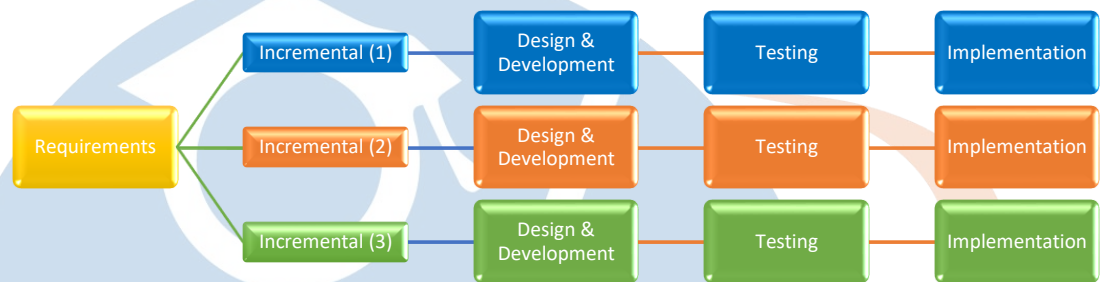 Requirements
Incremental (1)
Design &
Development
Testing
Implementation
Incremental (2)
Design &
Development
Testing
Implementation
Incremental (3)
Design &
Development
Testing
Implementation